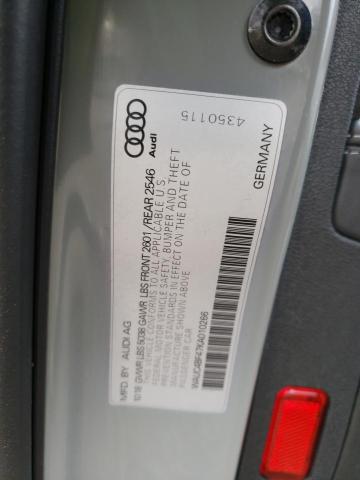 Audi
4350115
GERMANY
MFD. BY AUDI AG
10/18 GVWR LBS 5038 GAWR LBS FRONT 2601/REAR 2546
THIS VEHICLE CONFORMS TO ALL APPLICABLE U.S.
FEDERAL MOTOR VEHICLE SAFETY, BUMPER AND THEFT
PREVENTION STANDARDS IN EFFECT ON THE DATE OF
MANUFACTURE SHOWN ABOVE
PASSENGER CAR
WAUC4BF47KA010266